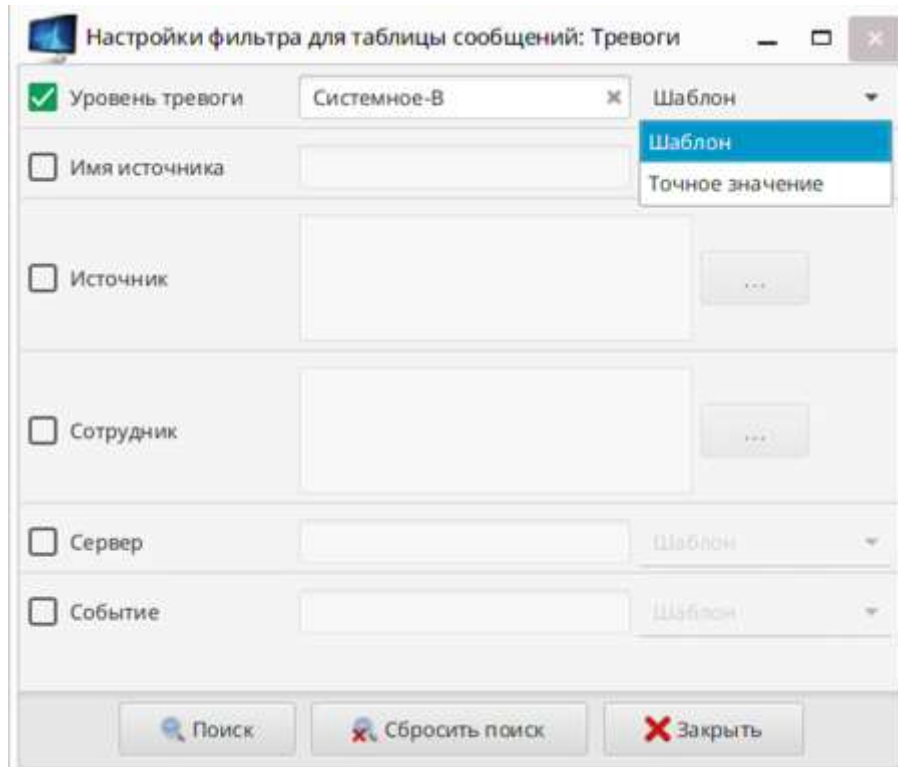 Настройки фильтра для таблицы сообщений: Тревоги
Уровень тревоги Системное-В Шаблон
Шаблон
Точное значение
Имя источника
Источник ...
Сотрудник ...
Сервер Шаблон
Событие Шаблон
Поиск Сбросить поиск Закрыть